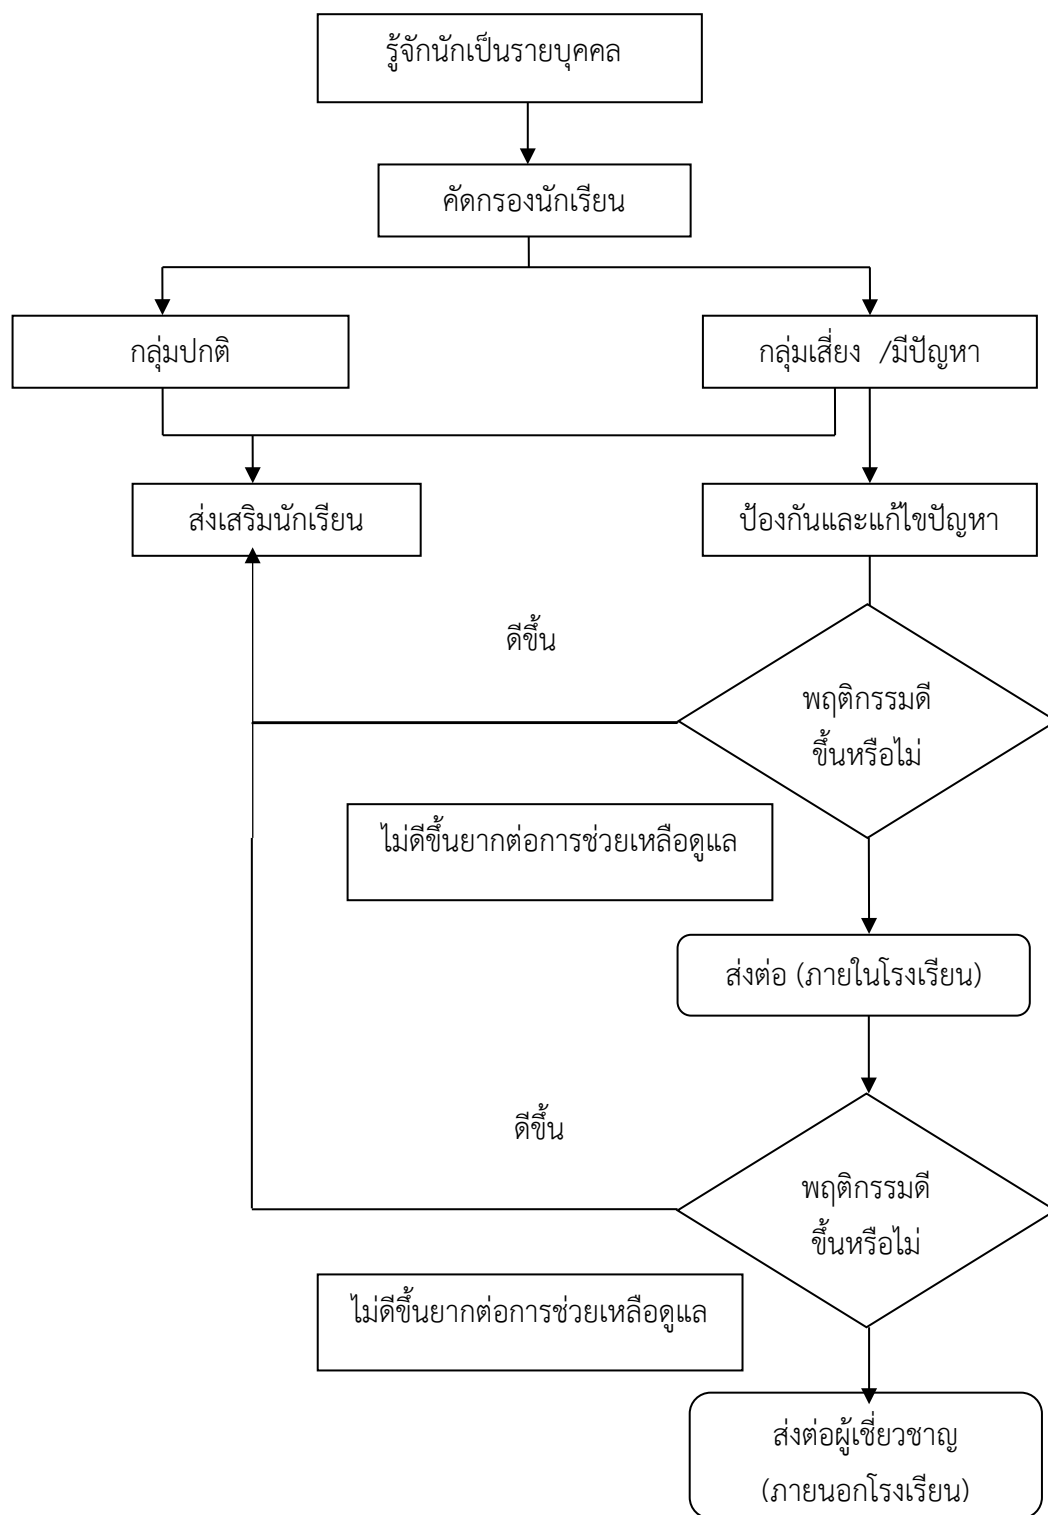 รู้จักนักเป็นรายบุคคล
คัดกรองนักเรียน
กลุ่มปกติ
กลุ่มเสี่ยง /มีปัญหา
ส่งเสริมนักเรียน
ป้องกันและแก้ไขปัญหา
ดีขึ้น
พฤติกรรมดี
ขึ้นหรือไม่
ไม่ดีขึ้นยากต่อการช่วยเหลือดูแล
ส่งต่อ (ภายในโรงเรียน)
ดีขึ้น
พฤติกรรมดี
ขึ้นหรือไม่
ไม่ดีขึ้นยากต่อการช่วยเหลือดูแล
ส่งต่อผู้เชี่ยวชาญ
(ภายนอกโรงเรียน)